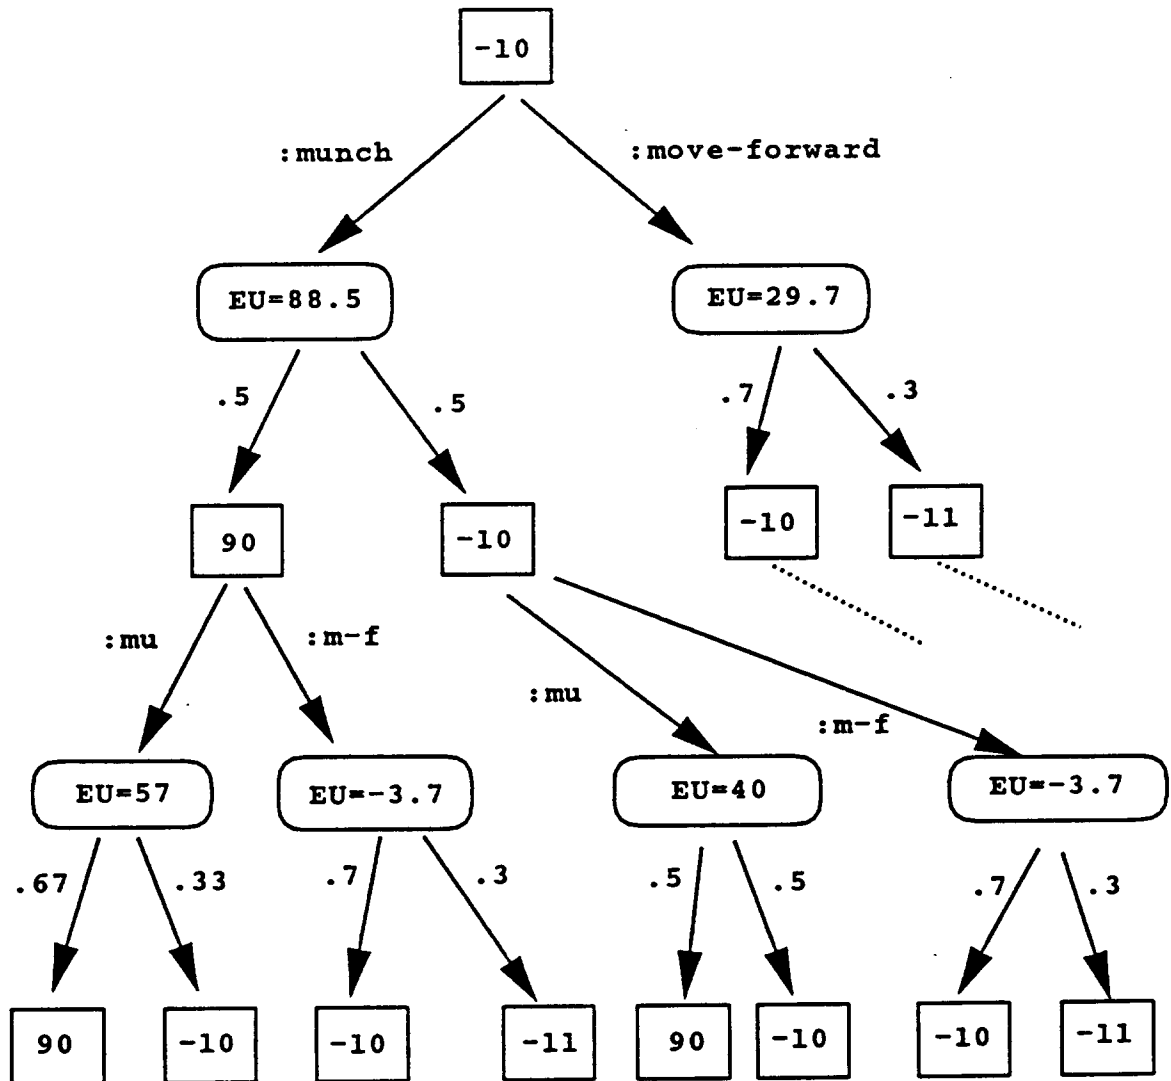 -10
:munch
:move-forward
EU=88.5
EU=29.7
.5
.5
.7
.3
90
-10
-10
-11
:mu
:m-f
:mu
:m-f
EU=57
EU=-3.7
EU=40
EU=-3.7
.67
.33
.7
.3
.5
.5
.7
.3
90
-10
-10
-11
90
-10
-10
-11